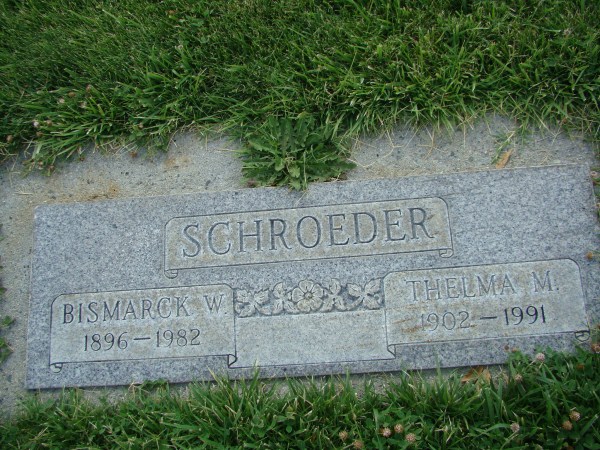 SCHROEDER
BISMARCK W.
1896 — 1982
THELMA M.
1902 — 1991